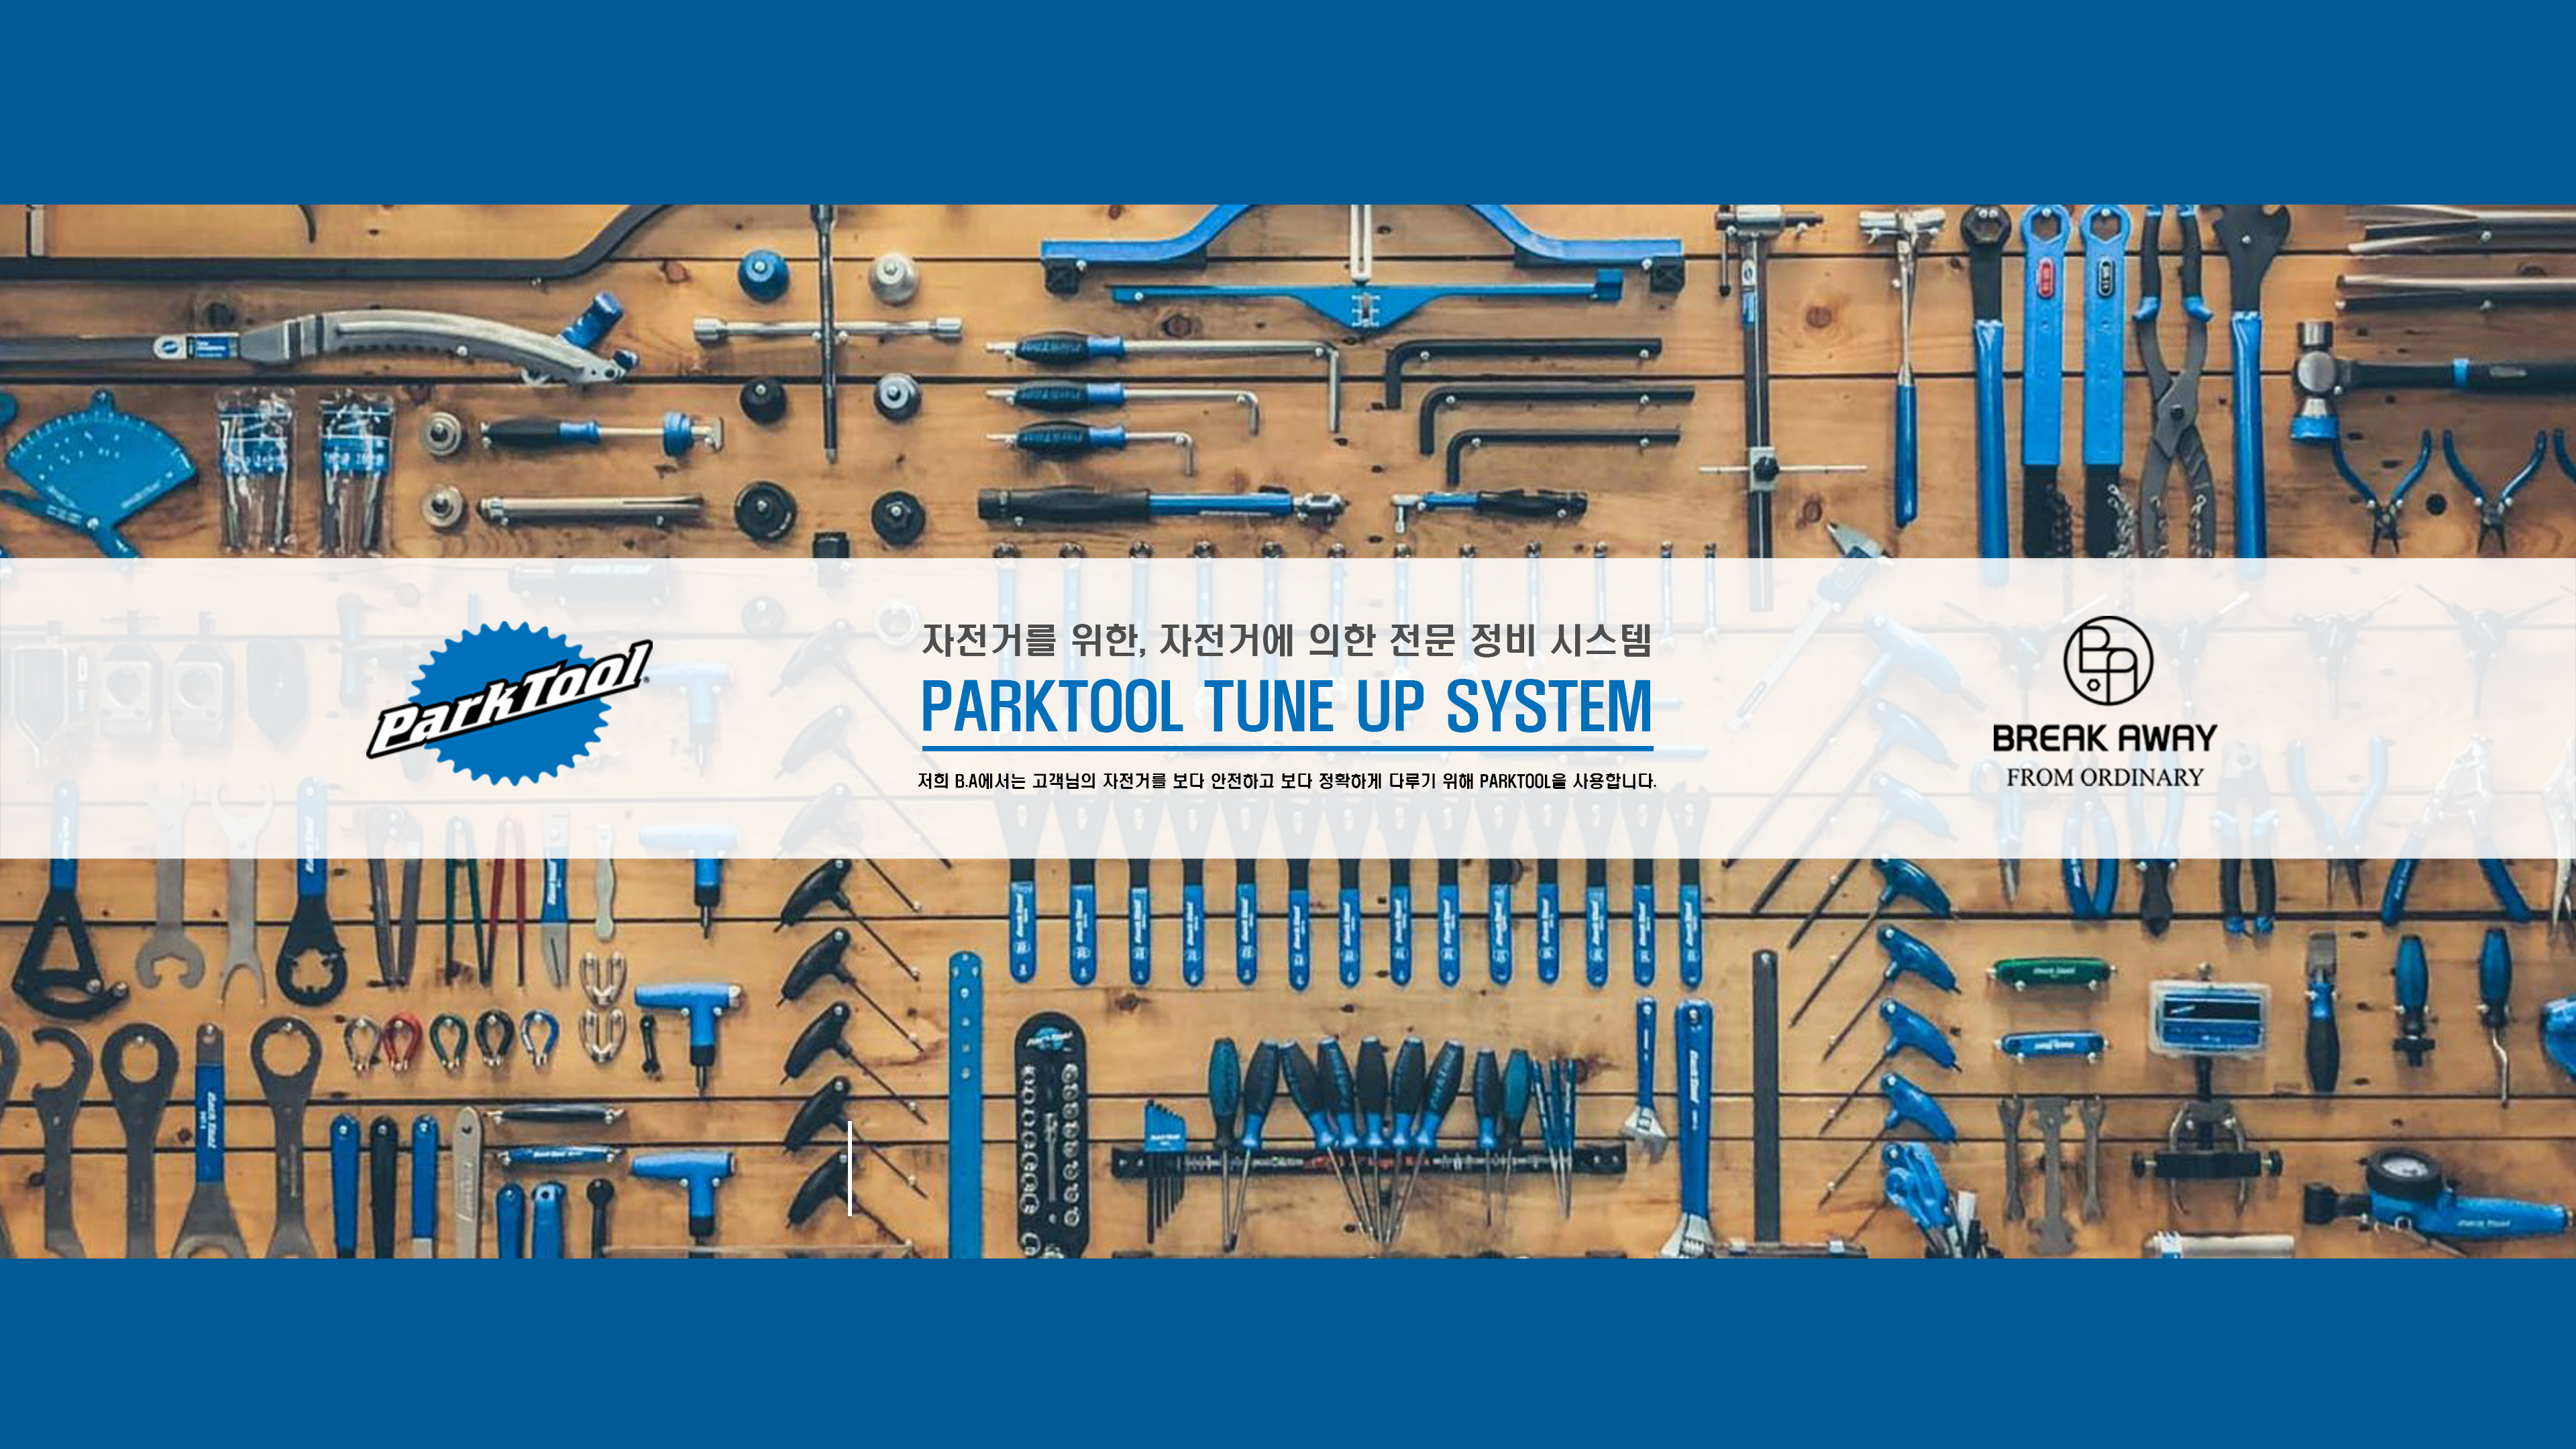 ParkTool
자전거를 위한, 자전거에 의한 전문 정비 시스템
PARKTOOL TUNE UP SYSTEM
저희 B.A에서는 고객님의 자전거를 보다 안전하고 보다 정확하게 다루기 위해 PARKTOOL을 사용합니다.
BA
BREAK AWAY
FROM ORDINARY